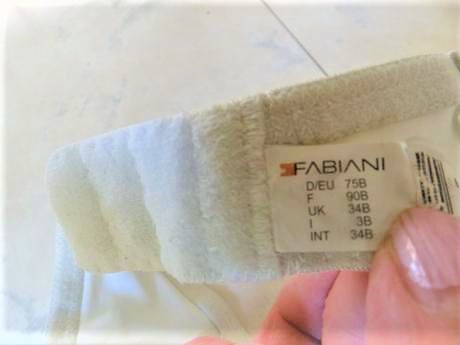 FABIANI
D/EU 75B
F 90B
UK 34B
I 3B
INT 34B